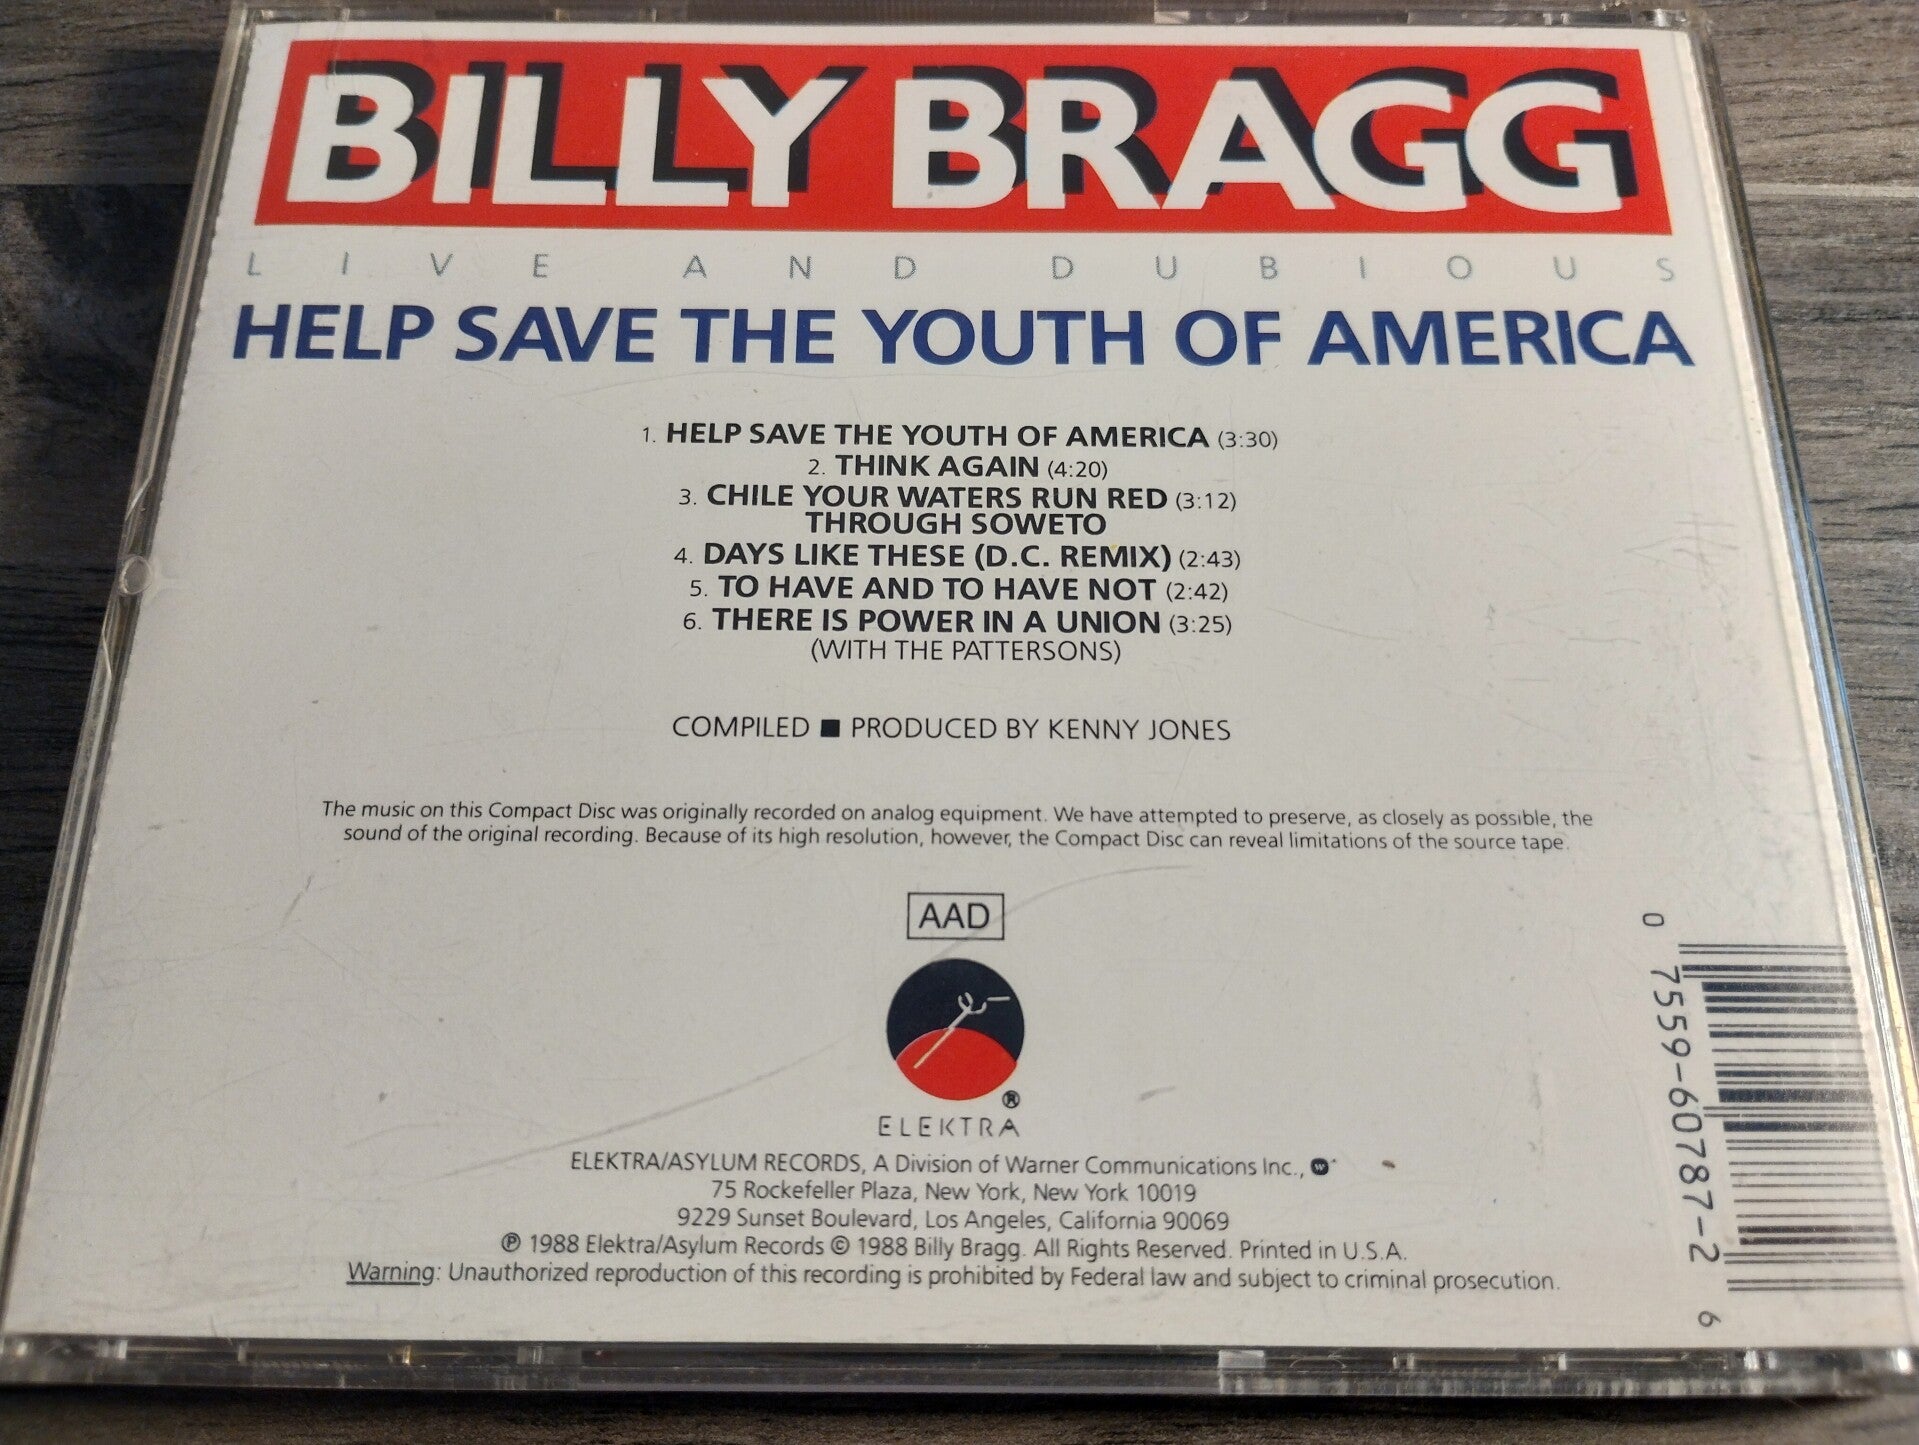 BILLY BRAGG
LIVE AND DUBIOUS
HELP SAVE THE YOUTH OF AMERICA
1. HELP SAVE THE YOUTH OF AMERICA (3:30)
2. THINK AGAIN (4:20)
3. CHILE YOUR WATERS RUN RED (3:12)
THROUGH SOWETO
4. DAYS LIKE THESE (D.C. REMIX) (2:43)
5. TO HAVE AND TO HAVE NOT (2:42)
6. THERE IS POWER IN A UNION (3:25)
(WITH THE PATTERSONS)
COMPILED ■ PRODUCED BY KENNY JONES
The music on this Compact Disc was originally recorded on analog equipment. We have attempted to preserve, as closely as possible, the
sound of the original recording. Because of its high resolution, however, the Compact Disc can reveal limitations of the source tape.
AAD
®
ELEKTRA
ELEKTRA/ASYLUM RECORDS, A Division of Warner Communications Inc.,
75 Rockefeller Plaza, New York, New York 10019
9229 Sunset Boulevard, Los Angeles, California 90069
℗ 1988 Elektra/Asylum Records © 1988 Billy Bragg. All Rights Reserved. Printed in U.S.A.
Warning: Unauthorized reproduction of this recording is prohibited by Federal law and subject to criminal prosecution.
0 7559-60787-2 6